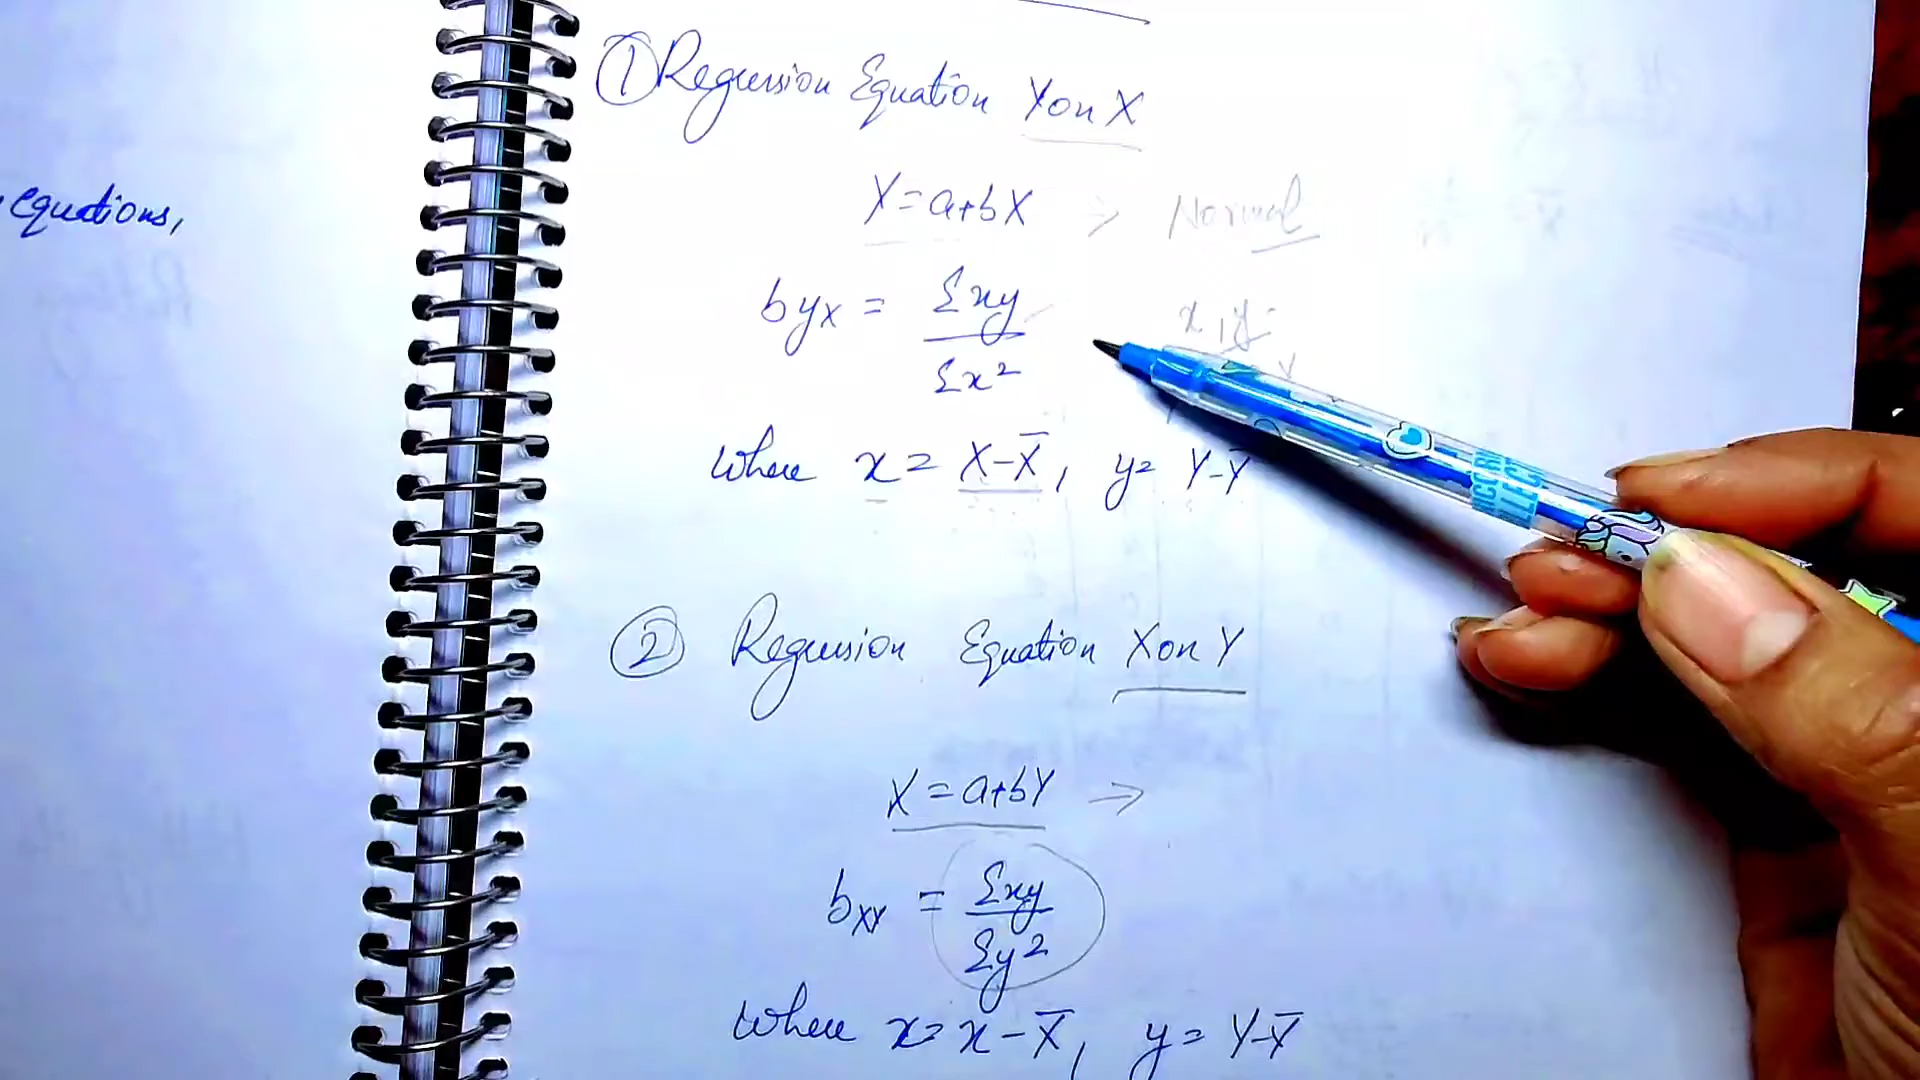 equations,
① Regression Equation Y on X
Y = a+bX → Normal
byx = Σxy
Σx²
x, y
where x = X-X̄, y = Y-Ȳ
② Regression Equation X on Y
X = a+bY →
bxy = Σxy
Σy²
where x = x-X̄, y = Y-Ȳ